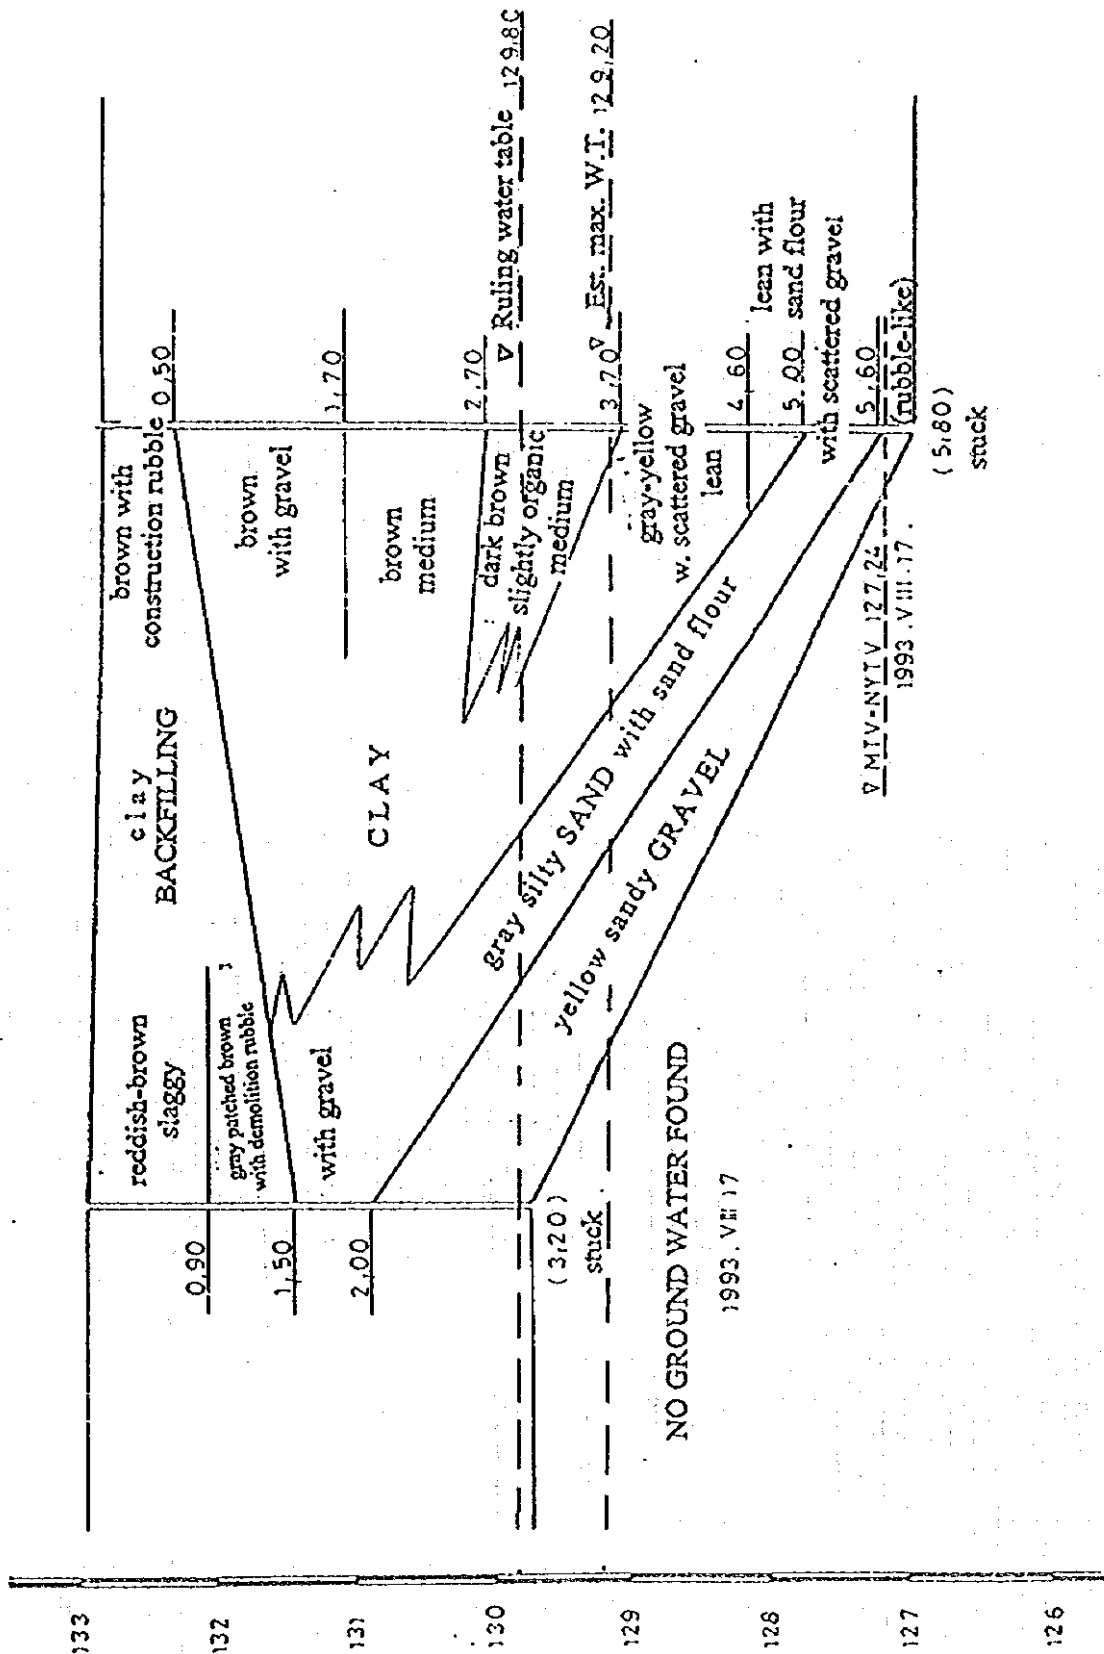 133
132
131
130
129
128
127
126
reddish-brown
slaggy
0,90
gray patched brown
with demolition rubble
1,50
with gravel
2,00
(3,20)
stuck
NO GROUND WATER FOUND
1993.VIII 17
clay
BACKFILLING
CLAY
gray silty SAND with sand flour
yellow sandy GRAVEL
brown with
construction rubble 0,50
brown
with gravel
1,70
brown
medium
2,70
dark brown
slightly organic
medium
∇ Ruling water table 129.80
3,70
∇ Est. max. W.T. 129,20
gray-yellow
w. scattered gravel
lean
4,60
lean with
5,00 sand flour
with scattered gravel
5,60
(rubble-like)
(5,80)
stuck
∇ MTV=NYTV 127,24
1993.VIII.17.